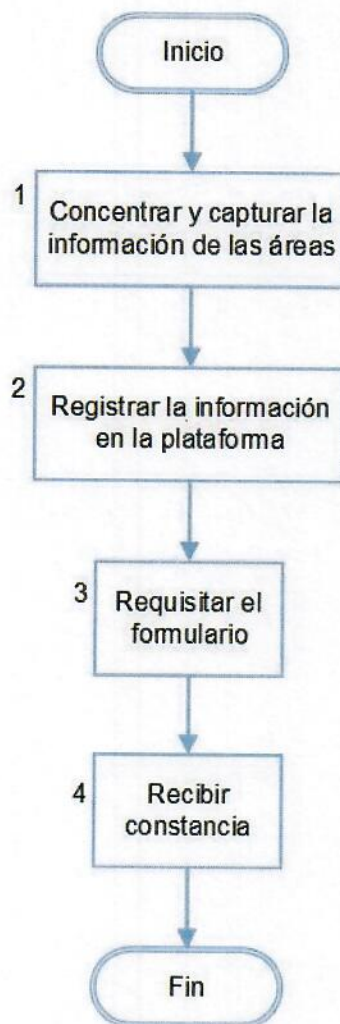 Inicio
1
Concentrar y capturar la
información de las áreas
2
Registrar la información
en la plataforma
3
Requisitar el
formulario
4
Recibir
constancia
Fin